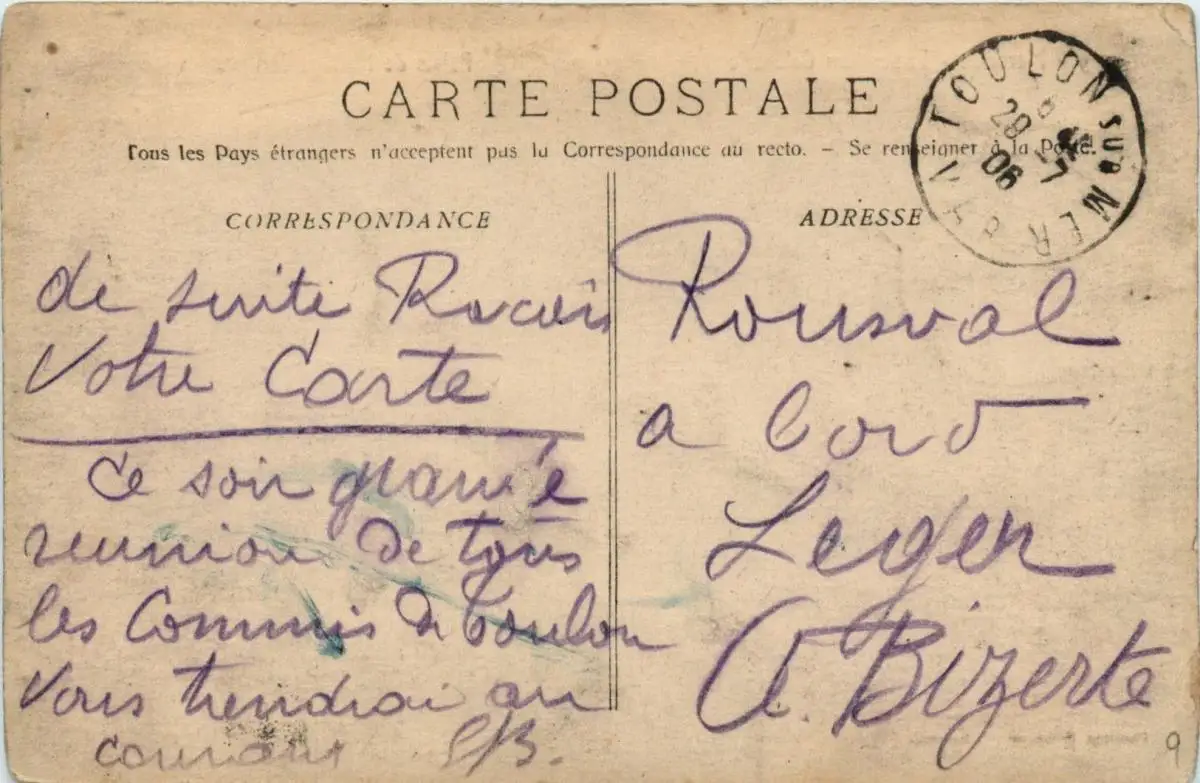 CARTE POSTALE
Tous les Pays étrangers n'acceptent pas la Correspondance au recto. — Se renseigner à la Poste.
CORRESPONDANCE
de suite
Votre Carte
Ce soir grande
reunion de tous
les Commis de Toulon
Vous tiendrai au
courant
ADRESSE
Rousval
a bord
Leger
A. Bizerte
TOULON SUR MER
28 7
06
9